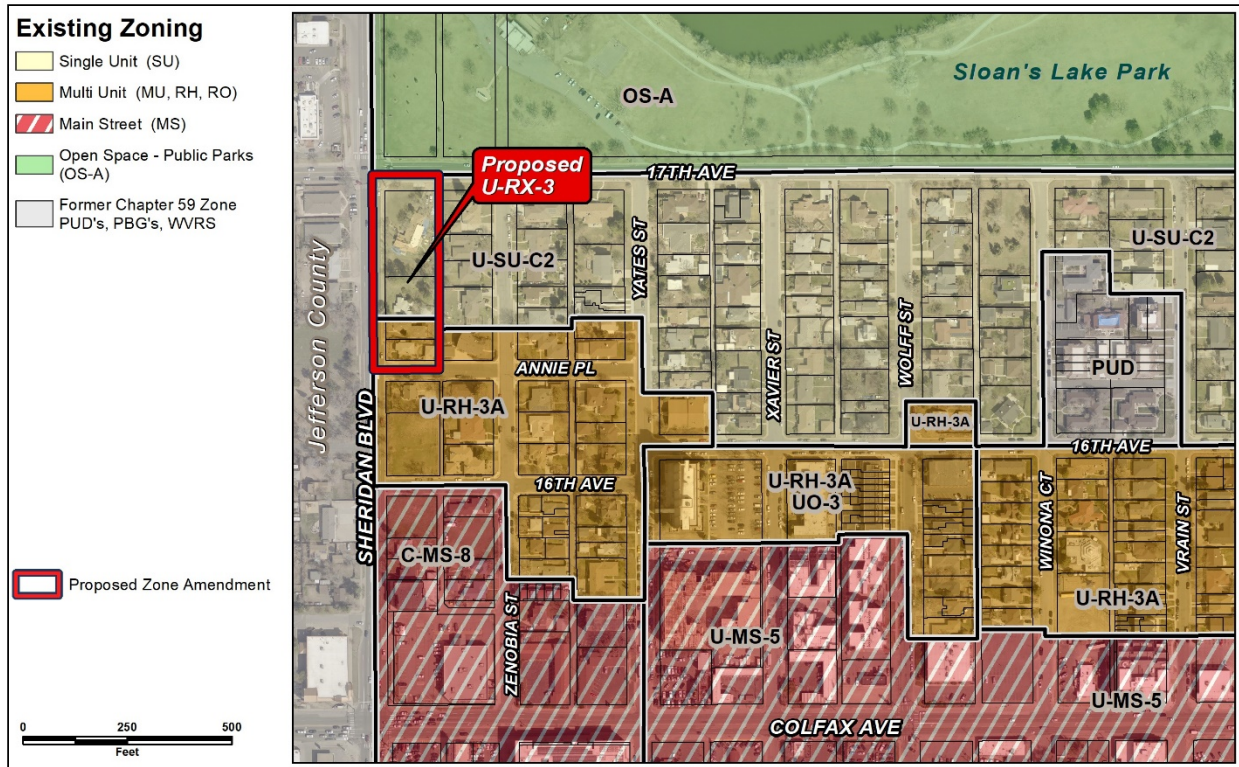 Existing Zoning
Single Unit (SU)
Multi Unit (MU, RH, RO)
Main Street (MS)
Open Space - Public Parks
(OS-A)
Former Chapter 59 Zone
PUD's, PBG's, WVRS
Proposed Zone Amendment
0 250 500
Feet
Sloan's Lake Park
OS-A
17TH AVE
Proposed
U-RX-3
U-SU-C2
YATES ST
U-SU-C2
Jefferson County
XAVIER ST
WOLFF ST
PUD
ANNIE PL
SHERIDAN BLVD
U-RH-3A
U-RH-3A
16TH AVE
16TH AVE
U-RH-3A
UO-3
WINONA CT
VRAIN ST
C-MS-8
ZENOBIA ST
U-RH-3A
U-MS-5
U-MS-5
COLFAX AVE